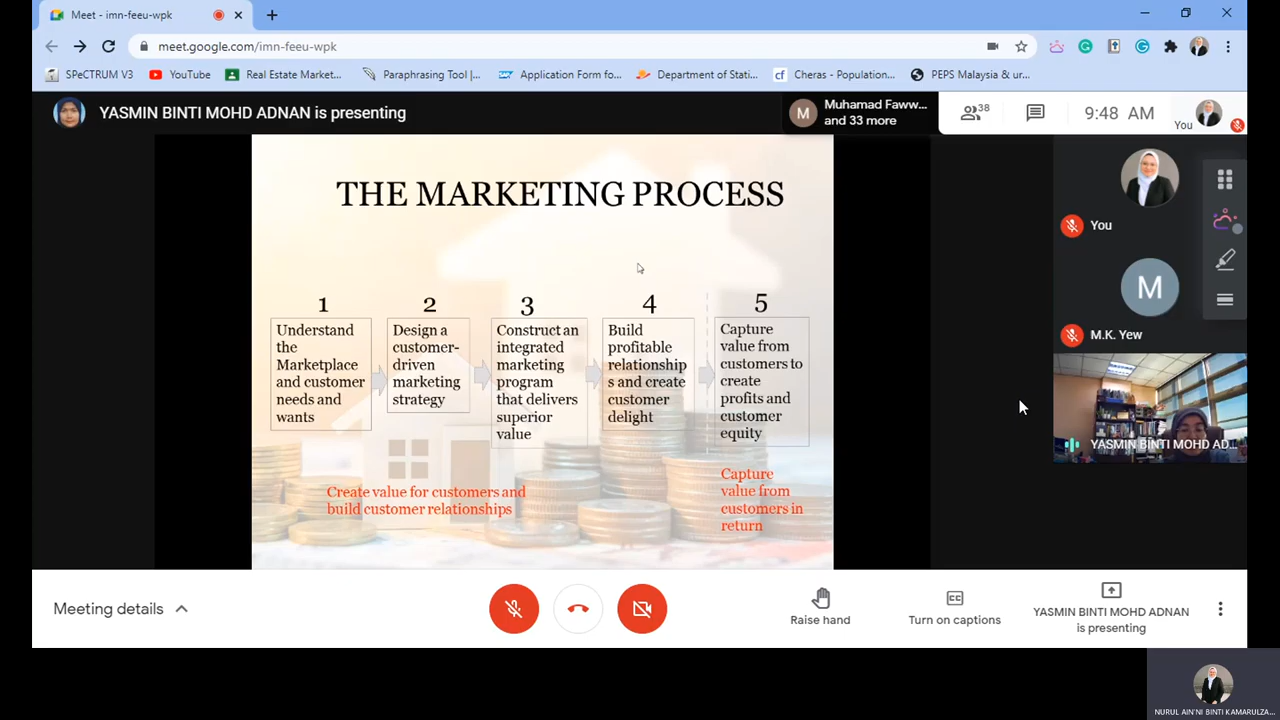 Meet - imn-feeu-wpk
meet.google.com/imn-feeu-wpk
SPeCTRUM V3
YouTube
Real Estate Market...
Paraphrasing Tool |...
Application Form fo...
Department of Stati...
Cheras - Population...
PEPS Malaysia & ur...
YASMIN BINTI MOHD ADNAN is presenting
M
Muhamad Faww...
and 33 more
38
9:48 AM
You
THE MARKETING PROCESS
1
Understand
the
Marketplace
and customer
needs and
wants
2
Design a
customer-
driven
marketing
strategy
3
Construct an
integrated
marketing
program
that delivers
superior
value
4
Build
profitable
relationship
s and create
customer
delight
5
Capture
value from
customers to
create
profits and
customer
equity
Create value for customers and
build customer relationships
Capture
value from
customers in
return
You
M
M.K. Yew
YASMIN BINTI MOHD AD...
Meeting details
Raise hand
CC
Turn on captions
YASMIN BINTI MOHD ADNAN
is presenting
NURUL AIN'NI BINTI KAMARULZA...